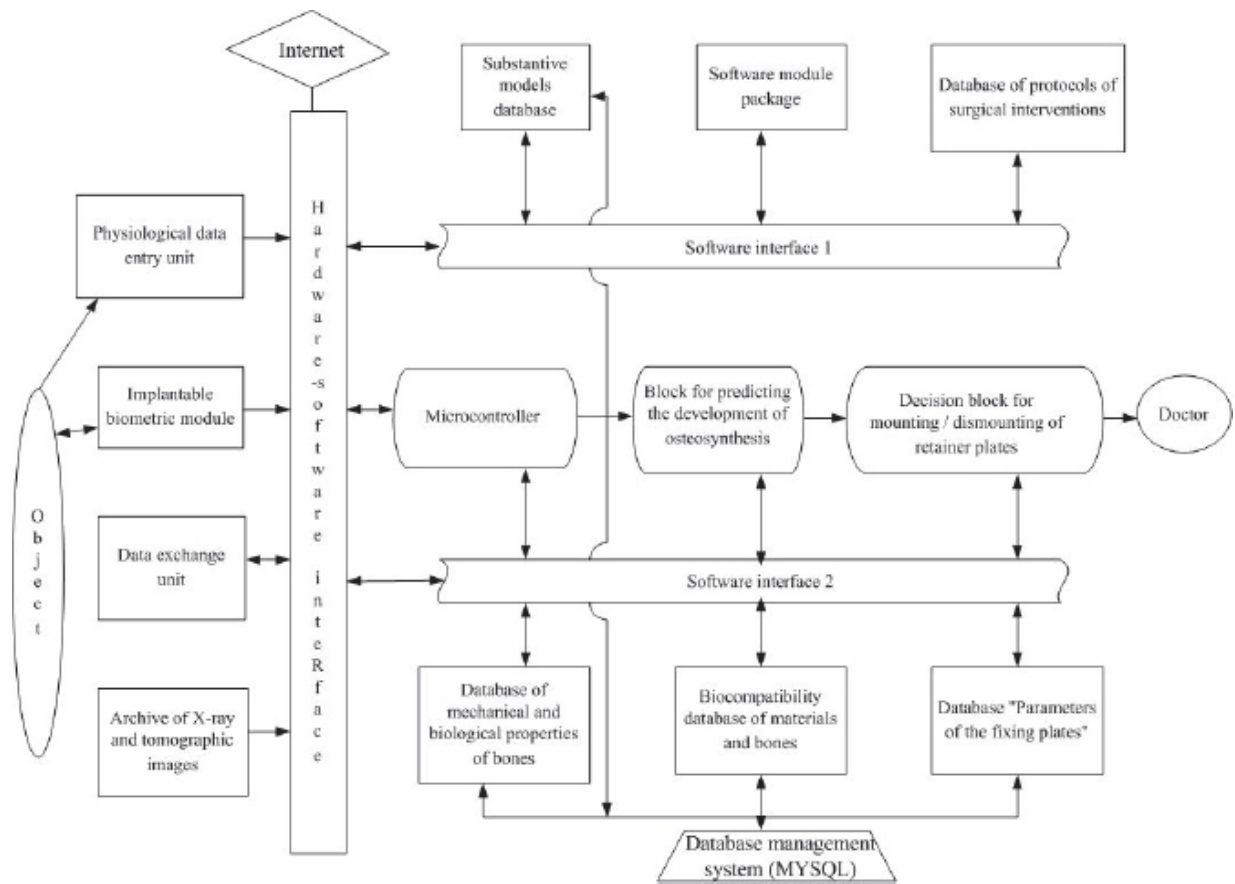 Internet
Substantive
models
database
Software module
package
Database of protocols of
surgical interventions
Hardware-software inteRface
Physiological data
entry unit
Software interface 1
Implantable
biometric module
Microcontroller
Block for predicting
the development of
osteosynthesis
Decision block for
mounting / dismounting of
retainer plates
Doctor
Object
Data exchange
unit
Software interface 2
Archive of X-ray
and tomographic
images
Database of
mechanical and
biological properties
of bones
Biocompatibility
database of materials
and bones
Database "Parameters
of the fixing plates"
Database management
system (MYSQL)